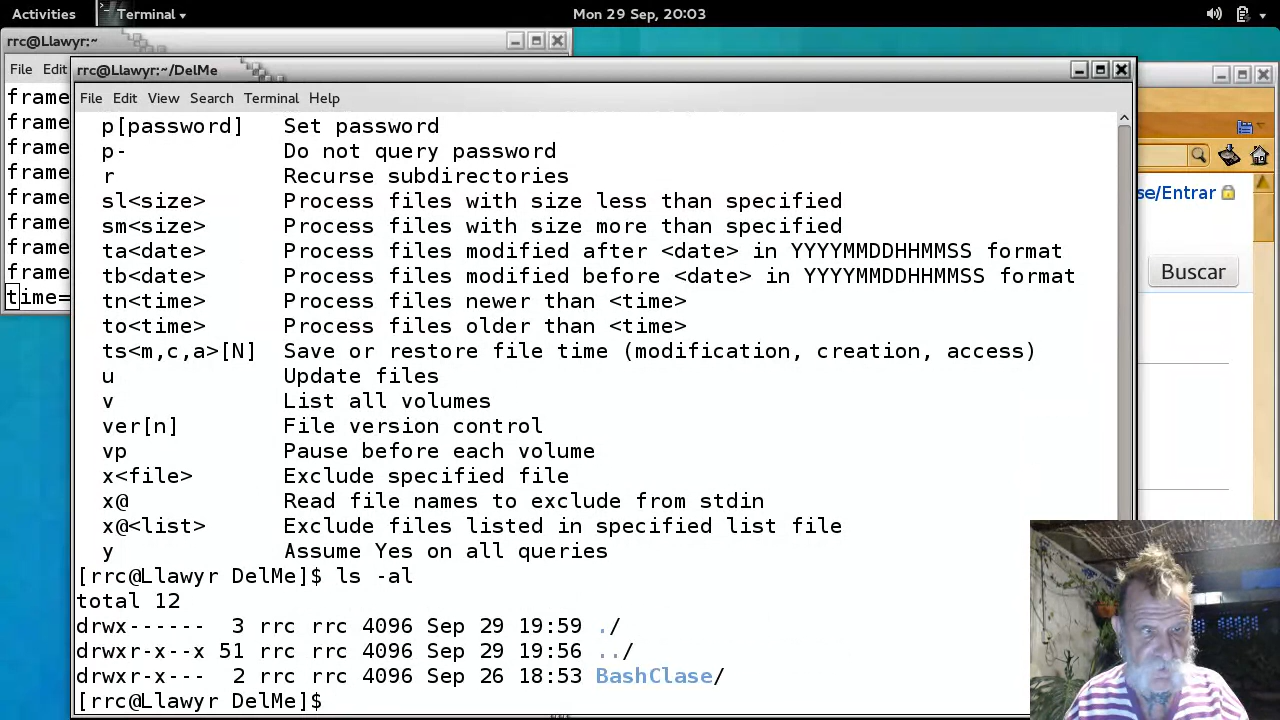 Activities Terminal Mon 29 Sep, 20:03
rrc@Llawyr:~
File Edit
frame
frame
frame
frame
frame
frame
frame
frame
time=
rrc@Llawyr:~/DelMe
File Edit View Search Terminal Help
p[password] Set password
p- Do not query password
r Recurse subdirectories
sl<size> Process files with size less than specified
sm<size> Process files with size more than specified
ta<date> Process files modified after <date> in YYYYMMDDHHMMSS format
tb<date> Process files modified before <date> in YYYYMMDDHHMMSS format
tn<time> Process files newer than <time>
to<time> Process files older than <time>
ts<m,c,a>[N] Save or restore file time (modification, creation, access)
u Update files
v List all volumes
ver[n] File version control
vp Pause before each volume
x<file> Exclude specified file
x@ Read file names to exclude from stdin
x@<list> Exclude files listed in specified list file
y Assume Yes on all queries
[rrc@Llawyr DelMe]$ ls -al
total 12
drwx------ 3 rrc rrc 4096 Sep 29 19:59 ./
drwxr-x--x 51 rrc rrc 4096 Sep 29 19:56 ../
drwxr-x--- 2 rrc rrc 4096 Sep 26 18:53 BashClase/
[rrc@Llawyr DelMe]$
se/Entrar
Buscar